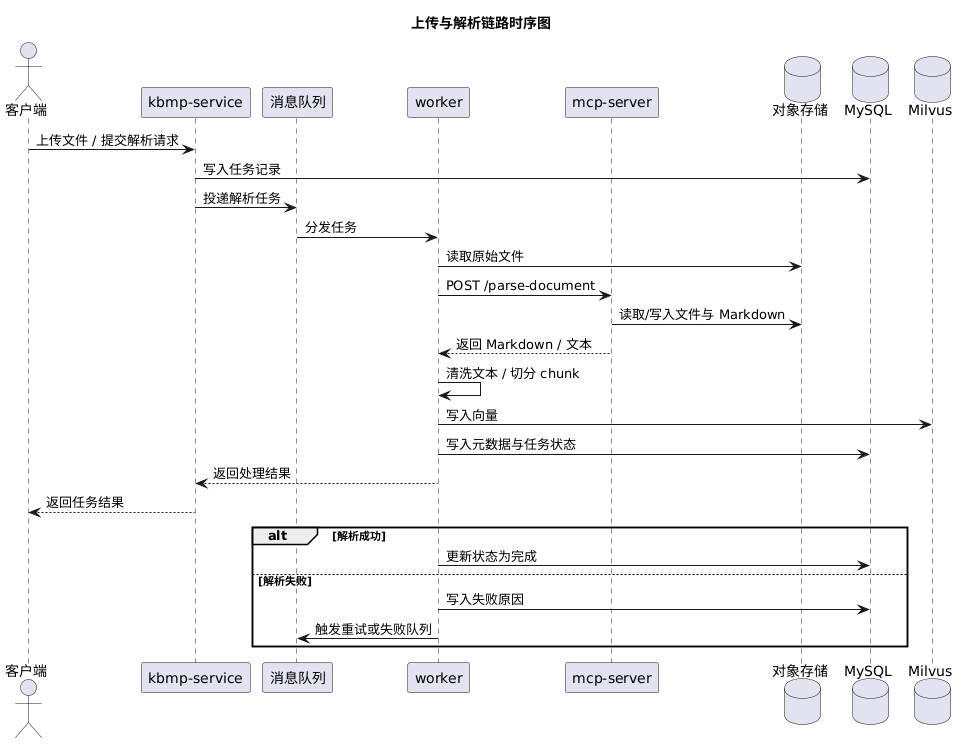 上传与解析链路时序图
客户端
kbmp-service
消息队列
worker
mcp-server
对象存储
MySQL
Milvus
上传文件 / 提交解析请求
写入任务记录
投递解析任务
分发任务
读取原始文件
POST /parse-document
读取/写入文件与 Markdown
返回 Markdown / 文本
清洗文本 / 切分 chunk
写入向量
写入元数据与任务状态
返回处理结果
返回任务结果
alt
[解析成功]
更新状态为完成
[解析失败]
写入失败原因
触发重试或失败队列
客户端
kbmp-service
消息队列
worker
mcp-server
对象存储
MySQL
Milvus